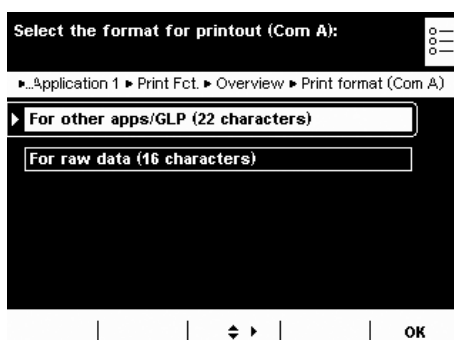 Select the format for printout (Com A):
▸...Application 1 ▸ Print Fct. ▸ Overview ▸ Print format (Com A)
For other apps/GLP (22 characters)
For raw data (16 characters)
OK